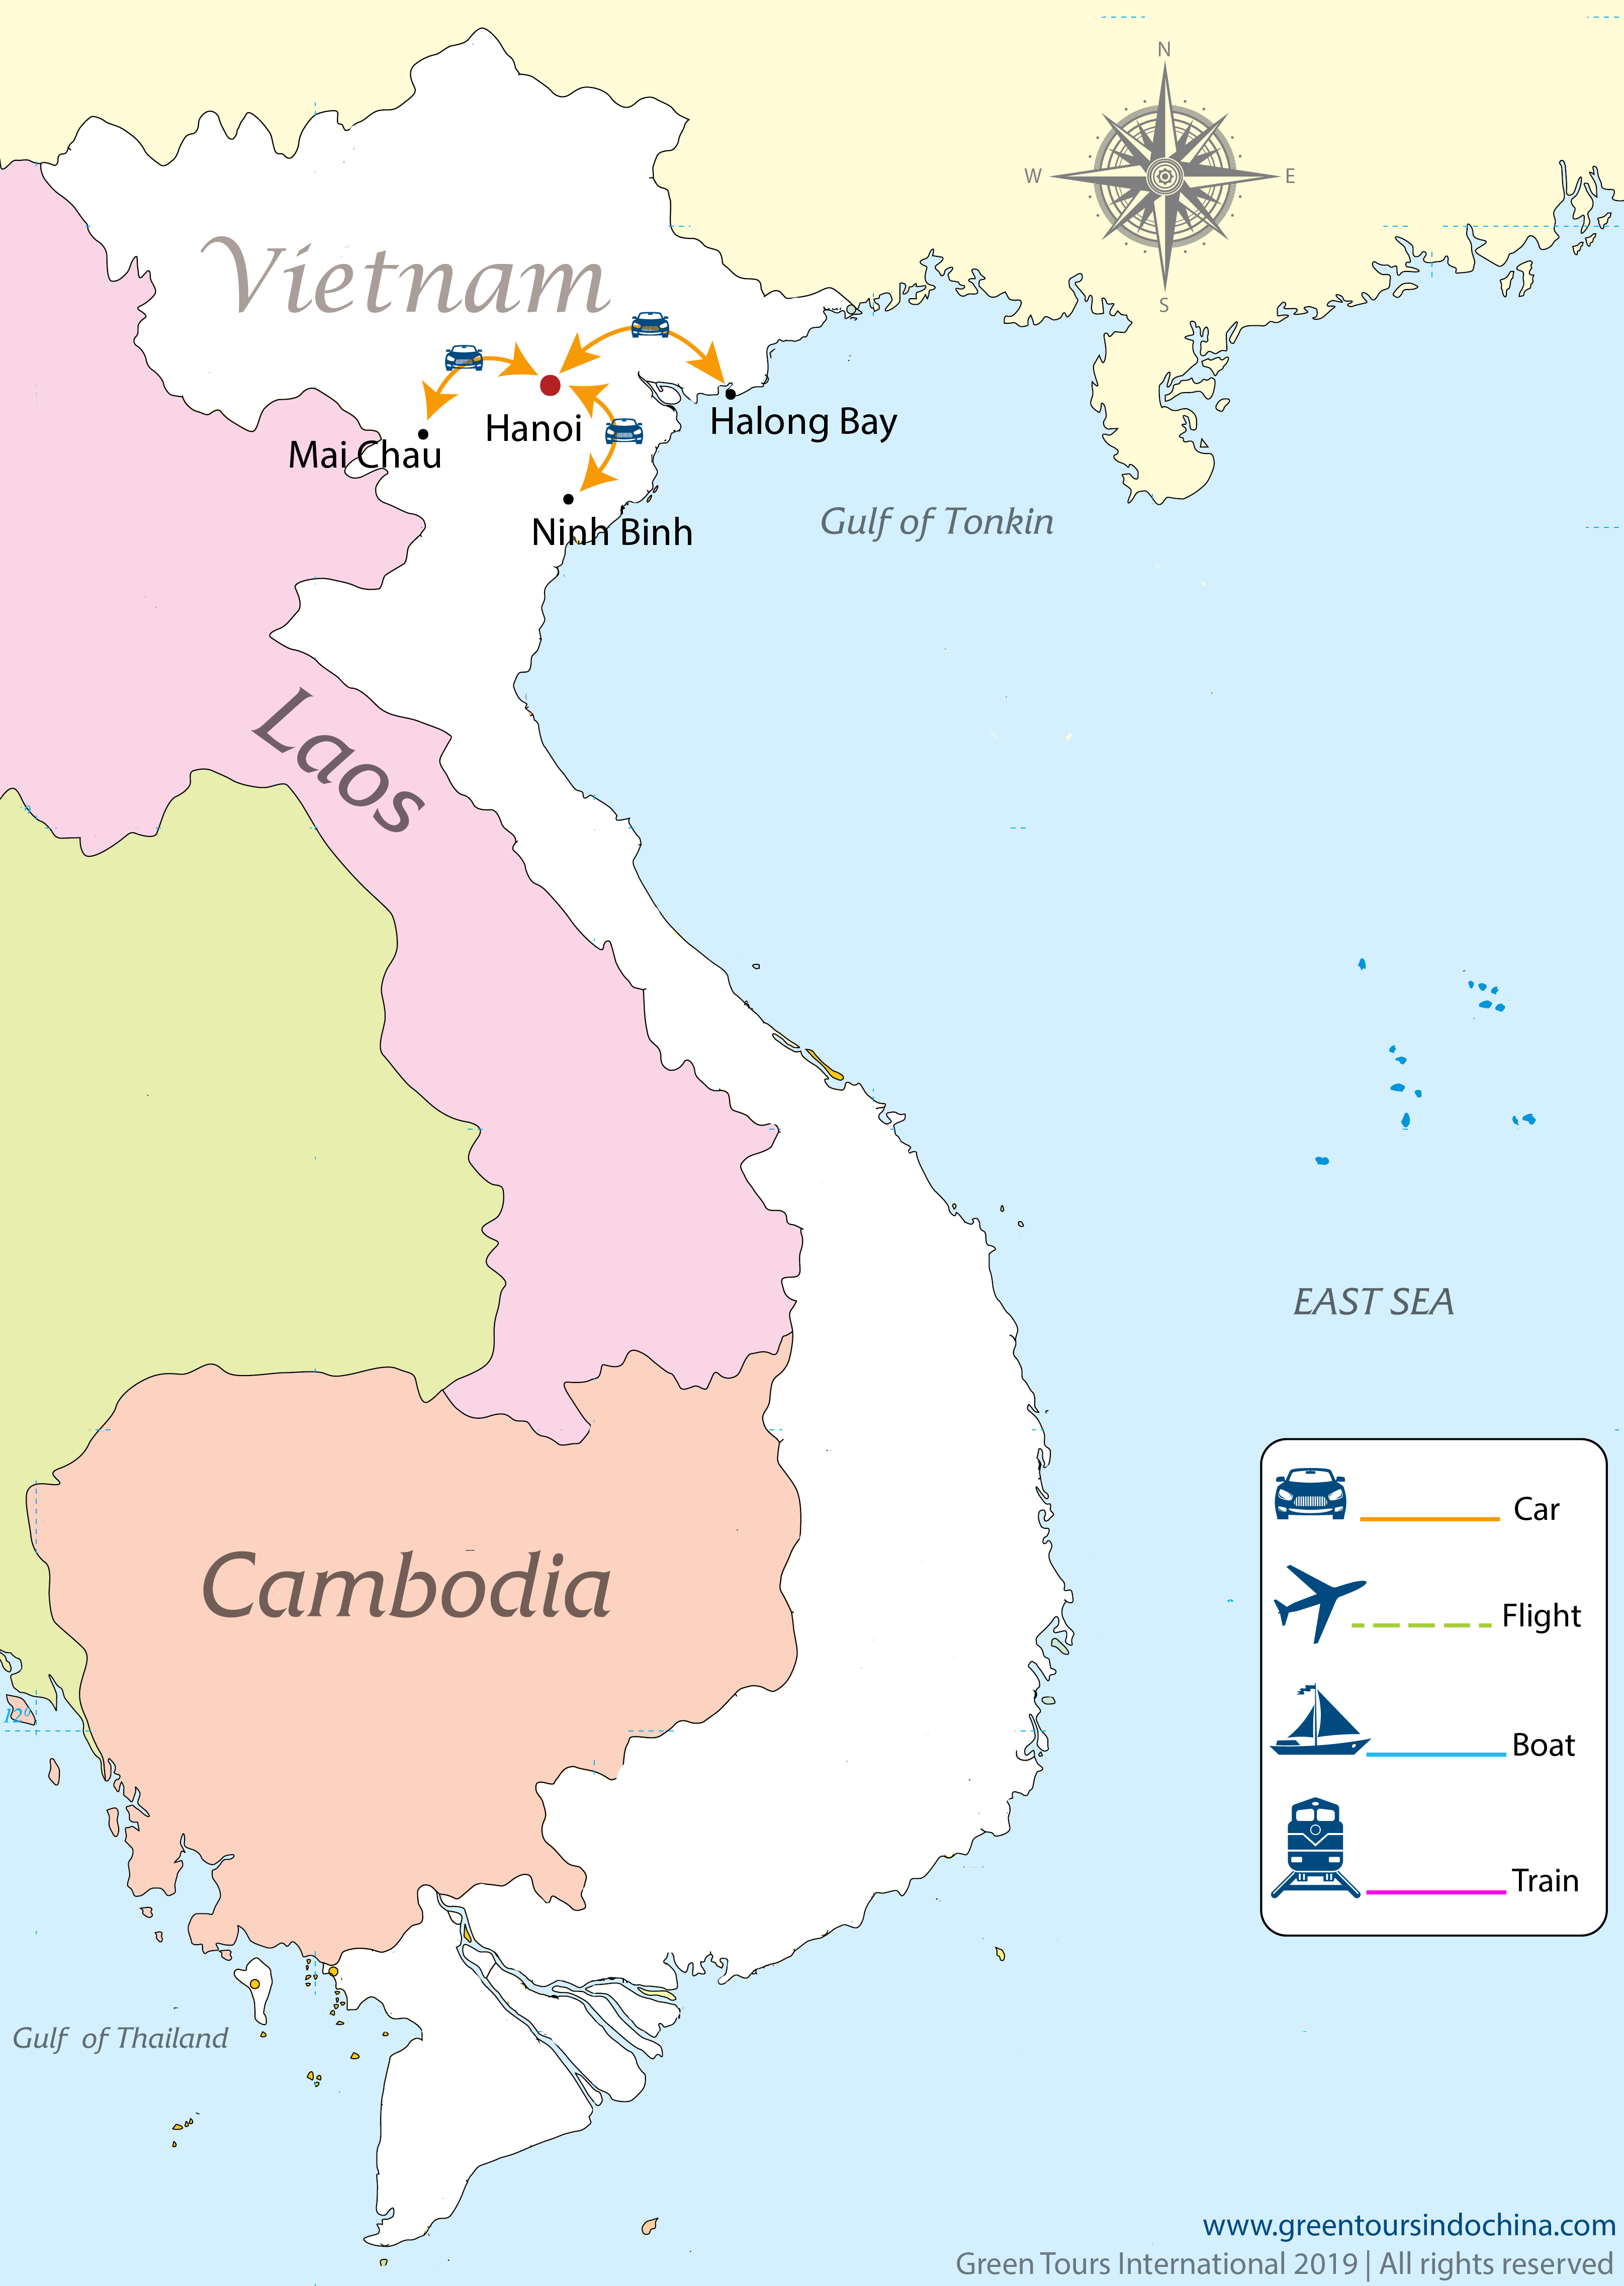 N
W
E
S
Vietnam
Hanoi
Halong Bay
Mai Chau
Ninh Binh
Gulf of Tonkin
Laos
EAST SEA
Car
Cambodia
Flight
12⁰
Boat
Train
Gulf of Thailand
www.greentoursindochina.com
Green Tours International 2019 | All rights reserved